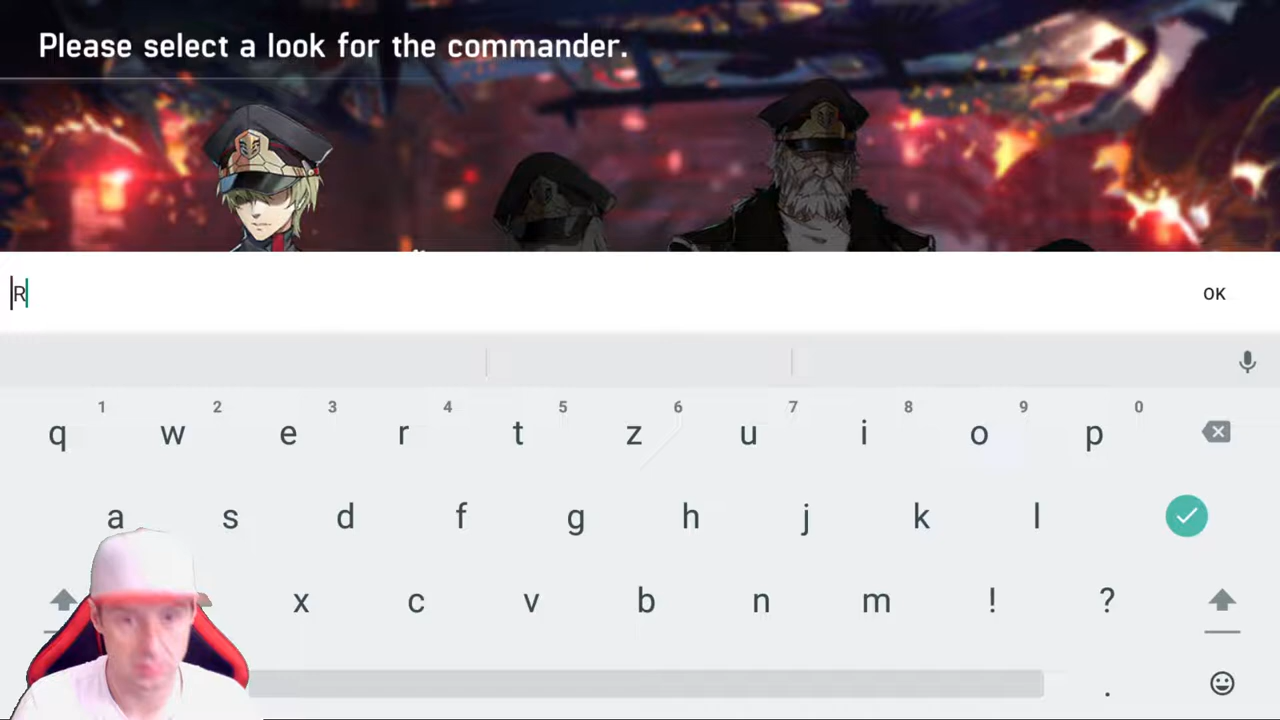 Please select a look for the commander.
R
OK
1 2 3 4 5 6 7 8 9 0
q w e r t z u i o p
a s d f g h j k l
x c v b n m ! ?
.